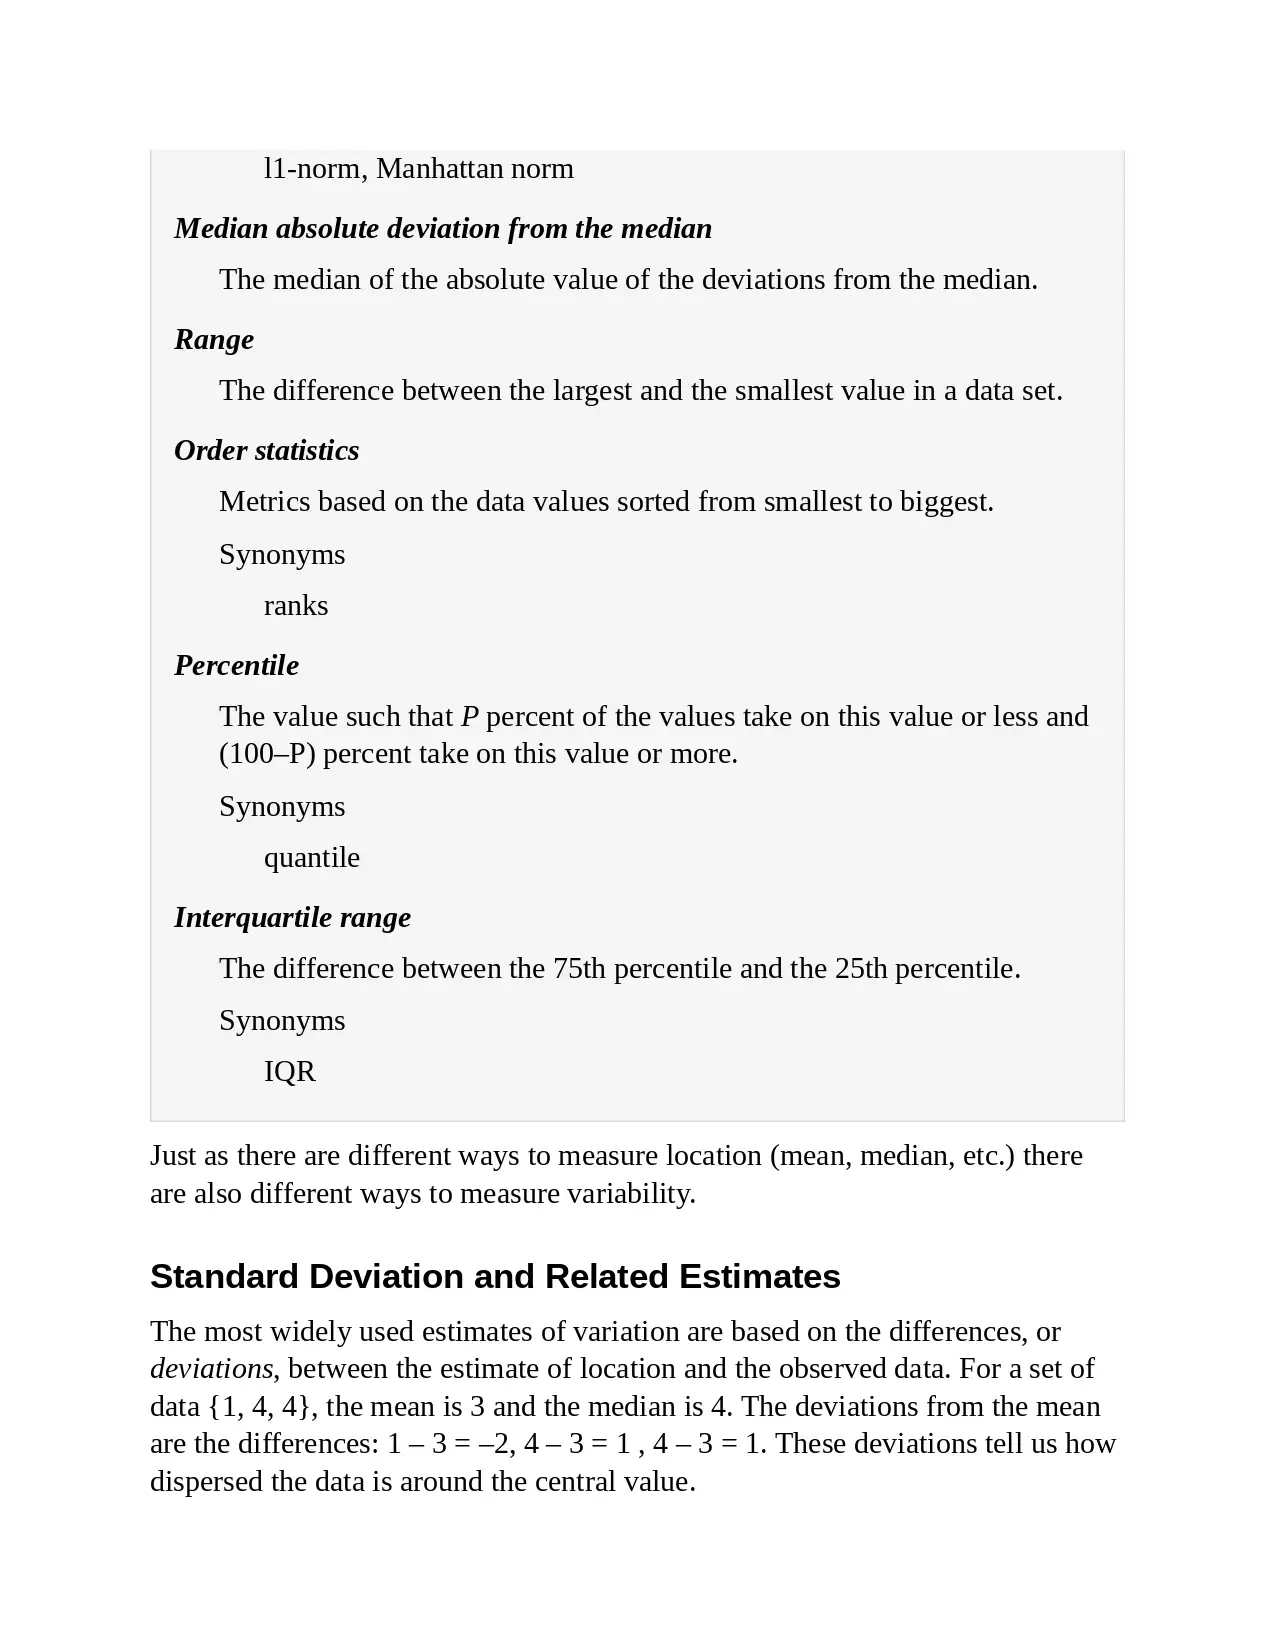 l1-norm, Manhattan norm
Median absolute deviation from the median
The median of the absolute value of the deviations from the median.
Range
The difference between the largest and the smallest value in a data set.
Order statistics
Metrics based on the data values sorted from smallest to biggest.
Synonyms
ranks
Percentile
The value such that P percent of the values take on this value or less and
(100–P) percent take on this value or more.
Synonyms
quantile
Interquartile range
The difference between the 75th percentile and the 25th percentile.
Synonyms
IQR
Just as there are different ways to measure location (mean, median, etc.) there
are also different ways to measure variability.
Standard Deviation and Related Estimates
The most widely used estimates of variation are based on the differences, or
deviations, between the estimate of location and the observed data. For a set of
data {1, 4, 4}, the mean is 3 and the median is 4. The deviations from the mean
are the differences: 1 – 3 = –2, 4 – 3 = 1 , 4 – 3 = 1. These deviations tell us how
dispersed the data is around the central value.